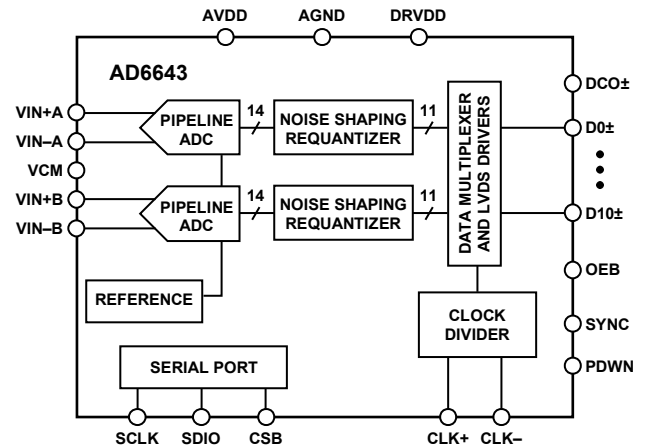 AVDD AGND DRVDD
AD6643
VIN+A
VIN–A
VCM
VIN+B
VIN–B
PIPELINE
ADC
14
NOISE SHAPING
REQUANTIZER
11
PIPELINE
ADC
14
NOISE SHAPING
REQUANTIZER
11
DATA MULTIPLEXER
AND LVDS DRIVERS
DCO±
D0±
D10±
OEB
SYNC
PDWN
REFERENCE
CLOCK
DIVIDER
SERIAL PORT
SCLK SDIO CSB CLK+ CLK–